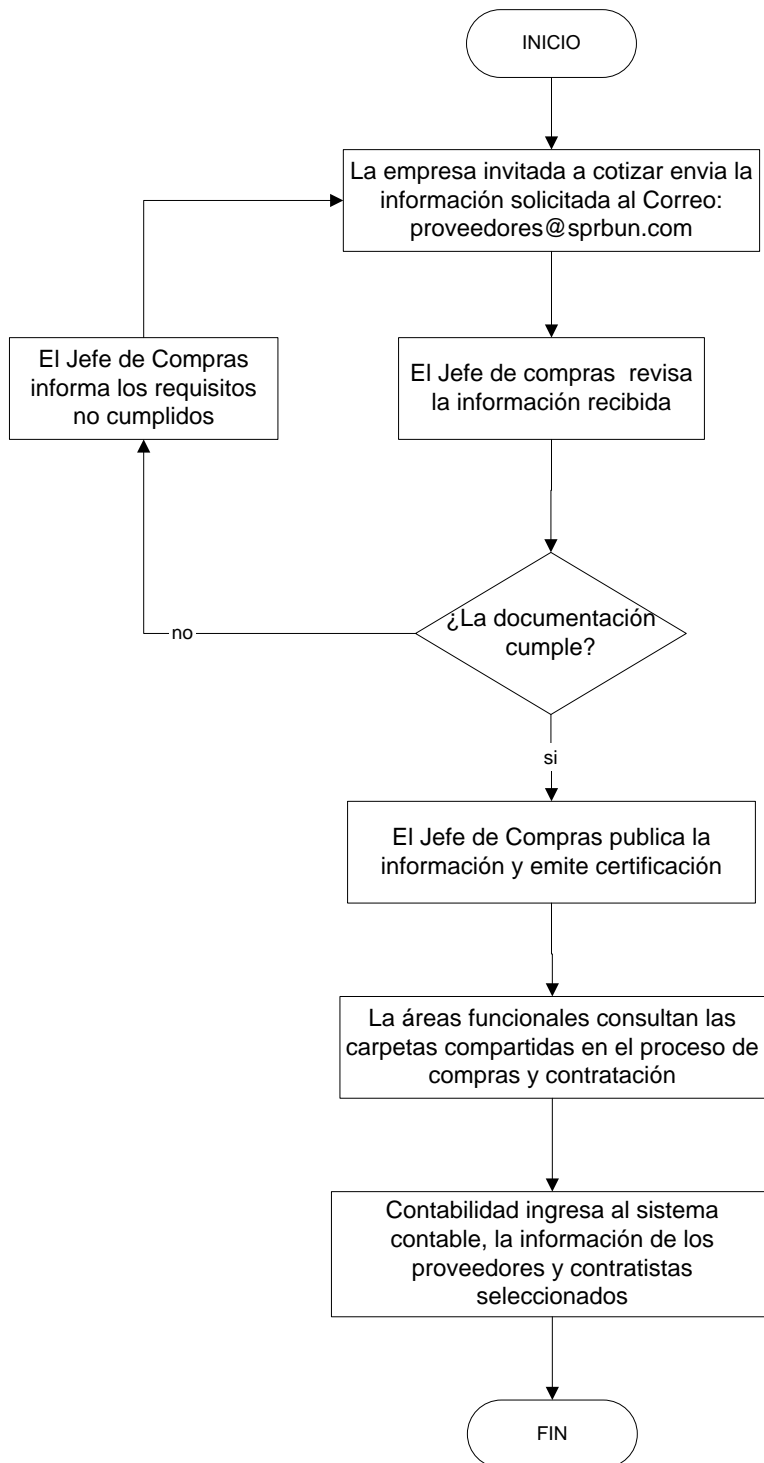 INICIO
La empresa invitada a cotizar envia la
información solicitada al Correo:
proveedores@sprbun.com
El Jefe de Compras
informa los requisitos
no cumplidos
El Jefe de compras revisa
la información recibida
¿La documentación
cumple?
no
si
El Jefe de Compras publica la
información y emite certificación
La áreas funcionales consultan las
carpetas compartidas en el proceso de
compras y contratación
Contabilidad ingresa al sistema
contable, la información de los
proveedores y contratistas
seleccionados
FIN